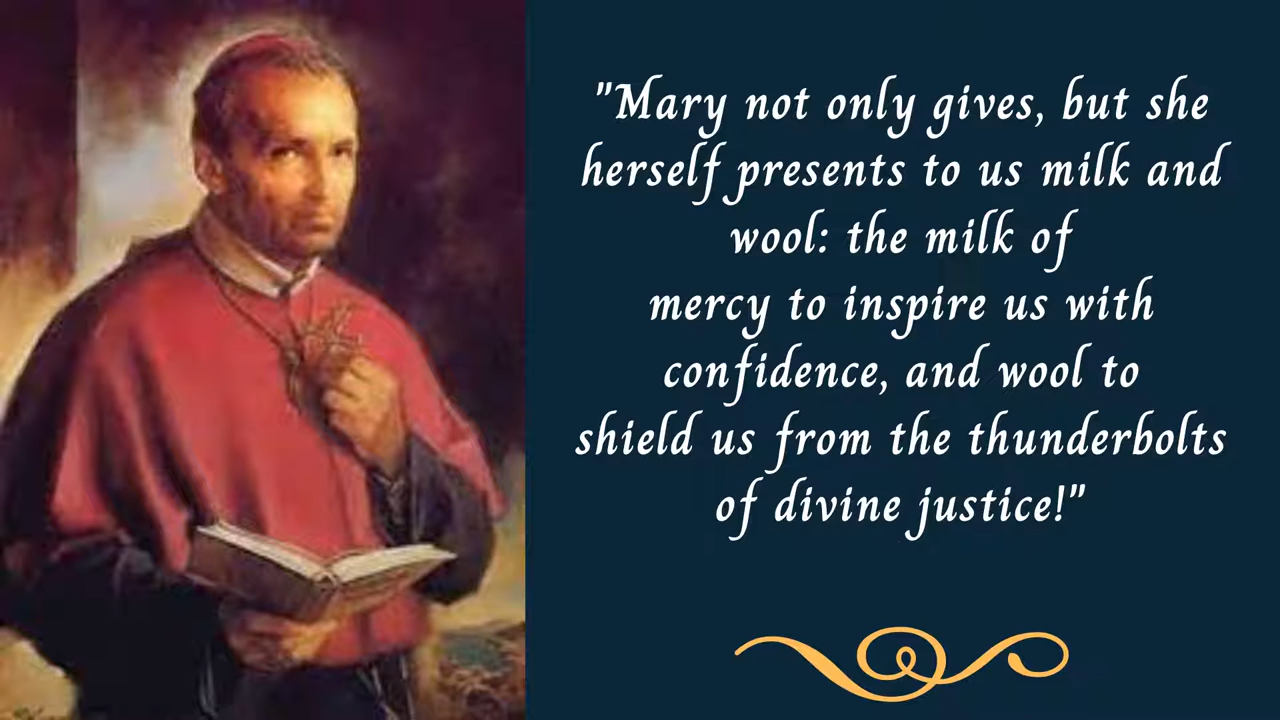 "Mary not only gives, but she
herself presents to us milk and
wool: the milk of
mercy to inspire us with
confidence, and wool to
shield us from the thunderbolts
of divine justice!"